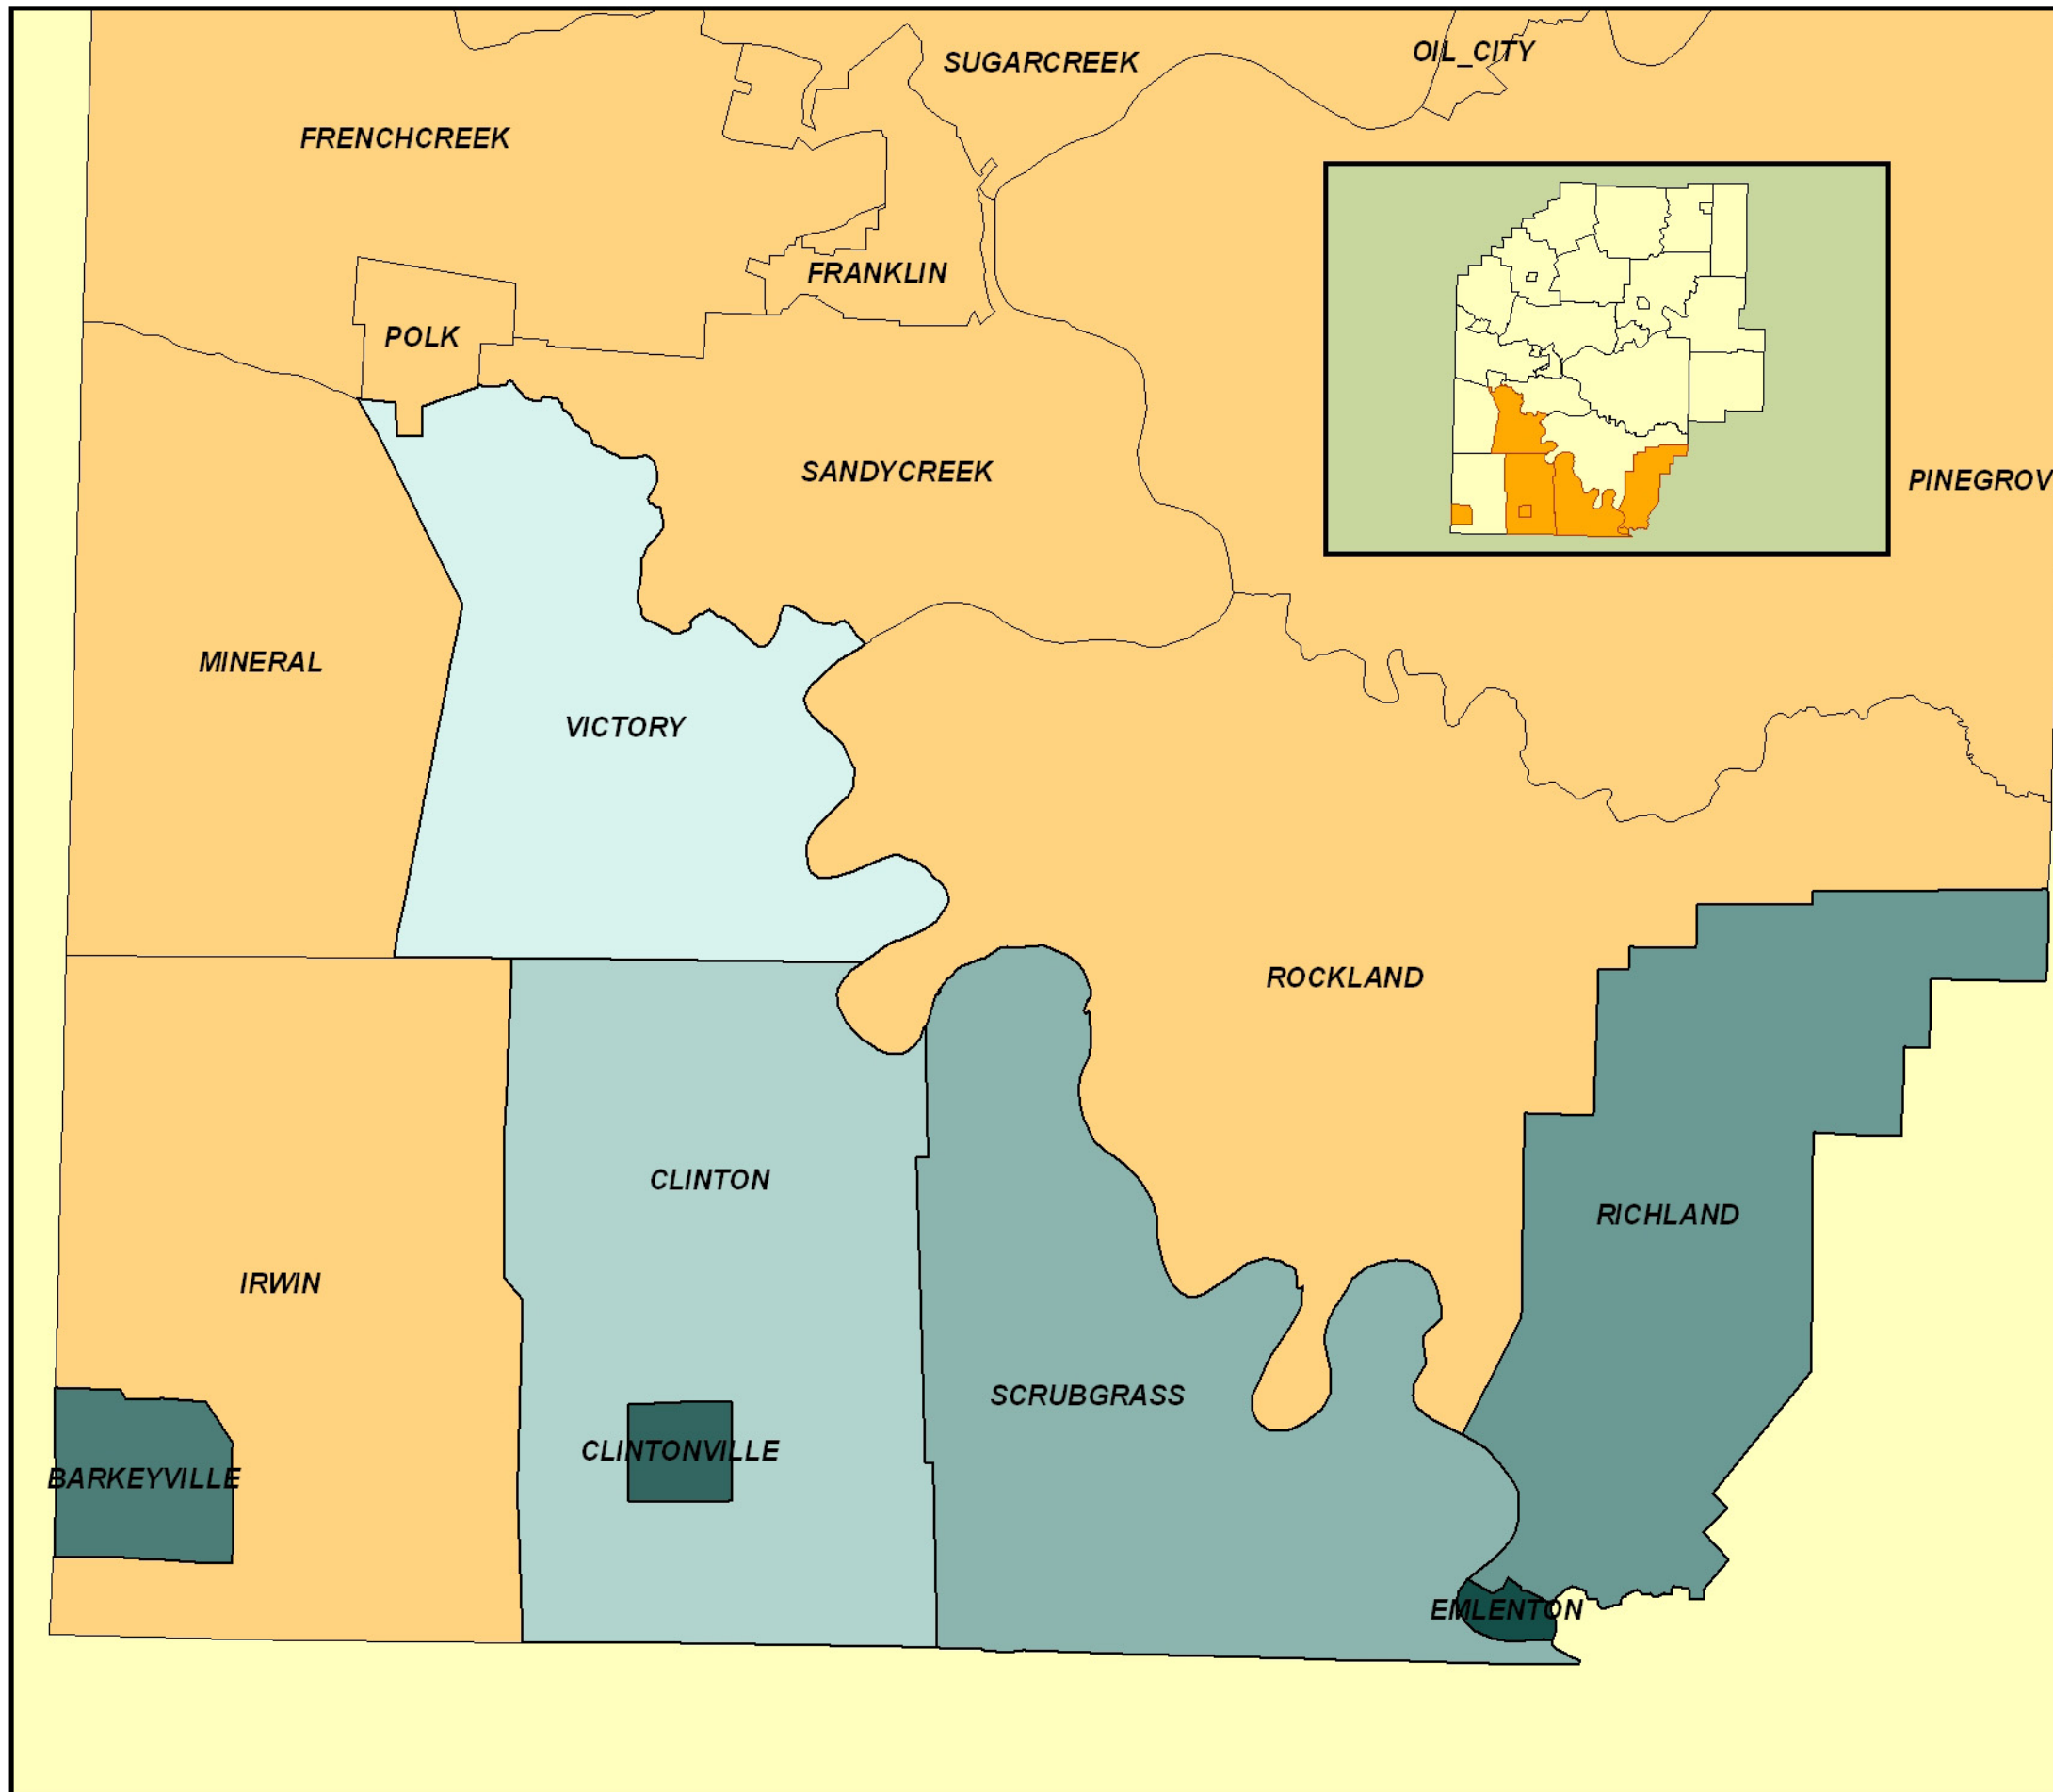 SUGARCREEK
OIL_CITY
FRENCHCREEK
FRANKLIN
POLK
SANDYCREEK
PINEGROV
MINERAL
VICTORY
ROCKLAND
CLINTON
RICHLAND
IRWIN
SCRUBGRASS
CLINTONVILLE
BARKEYVILLE
EMLENTON